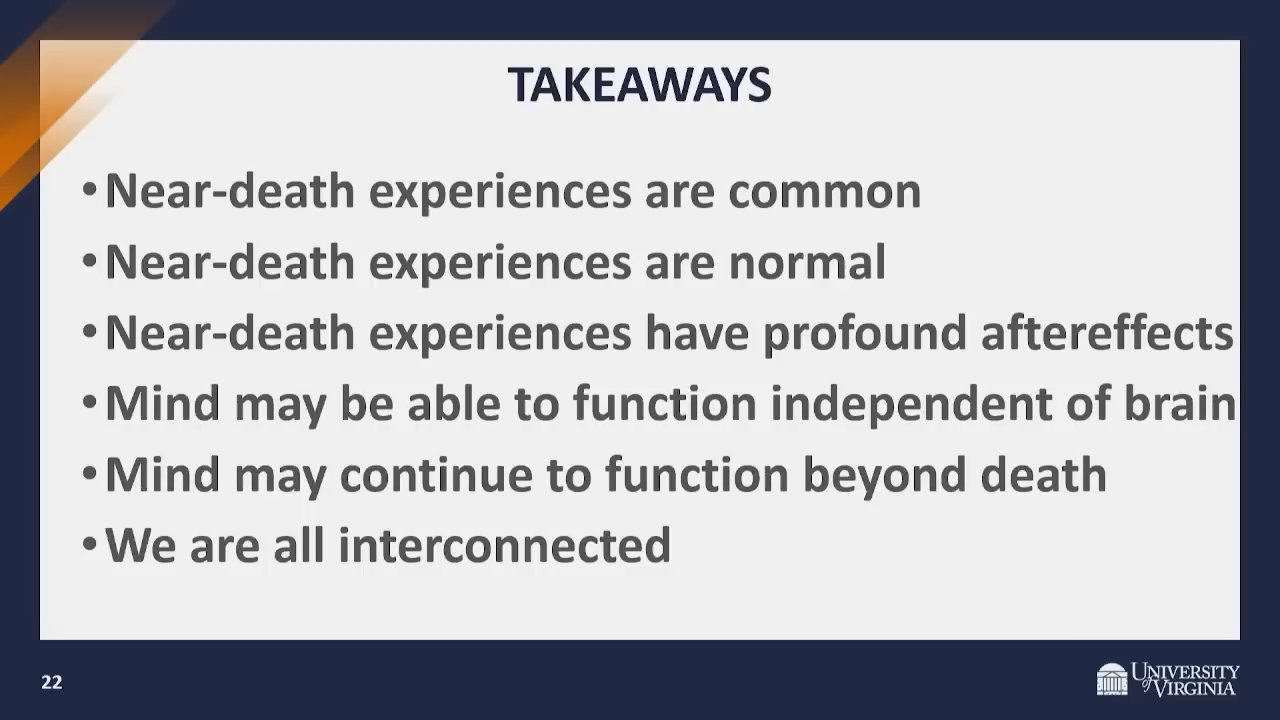 TAKEAWAYS
•Near-death experiences are common
•Near-death experiences are normal
•Near-death experiences have profound aftereffects
•Mind may be able to function independent of brain
•Mind may continue to function beyond death
•We are all interconnected
22
UNIVERSITY
of VIRGINIA